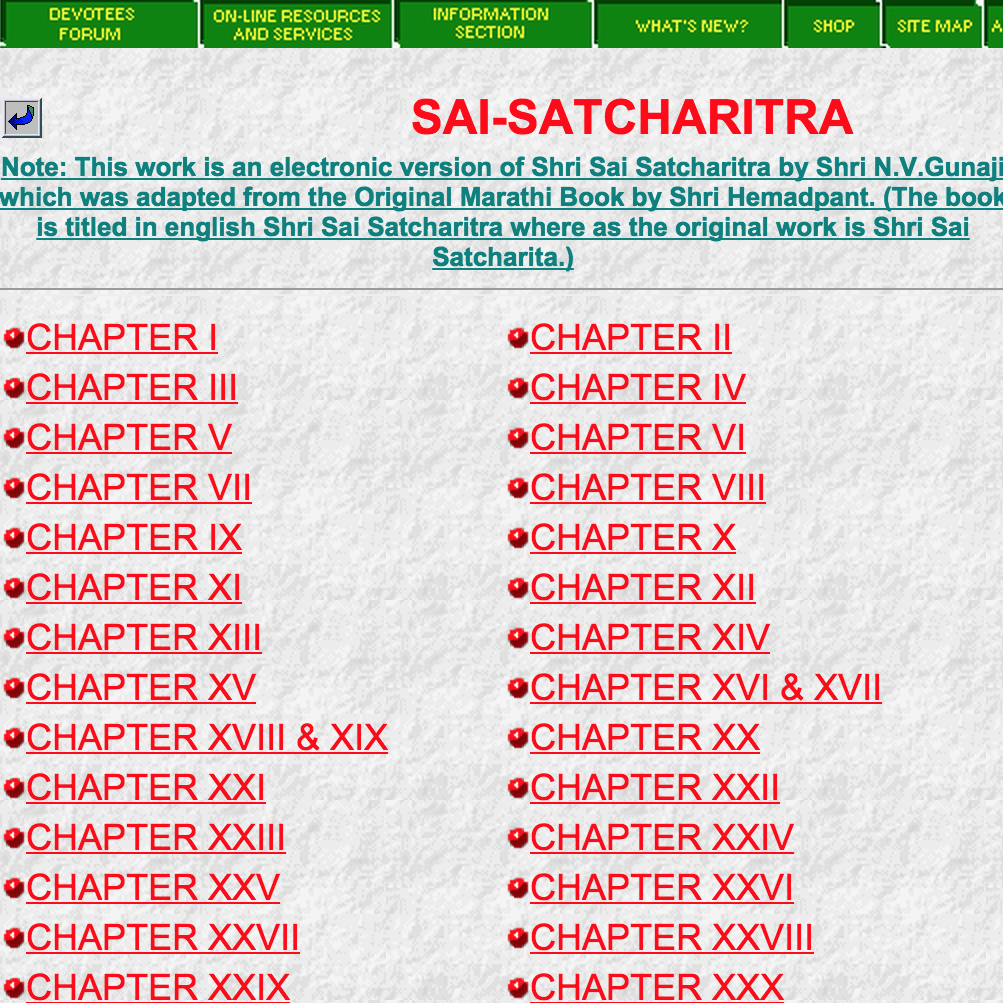 DEVOTEES FORUM
ON-LINE RESOURCES AND SERVICES
INFORMATION SECTION
WHAT'S NEW?
SHOP
SITE MAP
A
SAI-SATCHARITRA
Note: This work is an electronic version of Shri Sai Satcharitra by Shri N.V.Gunaji
which was adapted from the Original Marathi Book by Shri Hemadpant. (The book
is titled in english Shri Sai Satcharitra where as the original work is Shri Sai
Satcharita.)
CHAPTER I
CHAPTER II
CHAPTER III
CHAPTER IV
CHAPTER V
CHAPTER VI
CHAPTER VII
CHAPTER VIII
CHAPTER IX
CHAPTER X
CHAPTER XI
CHAPTER XII
CHAPTER XIII
CHAPTER XIV
CHAPTER XV
CHAPTER XVI & XVII
CHAPTER XVIII & XIX
CHAPTER XX
CHAPTER XXI
CHAPTER XXII
CHAPTER XXIII
CHAPTER XXIV
CHAPTER XXV
CHAPTER XXVI
CHAPTER XXVII
CHAPTER XXVIII
CHAPTER XXIX
CHAPTER XXX